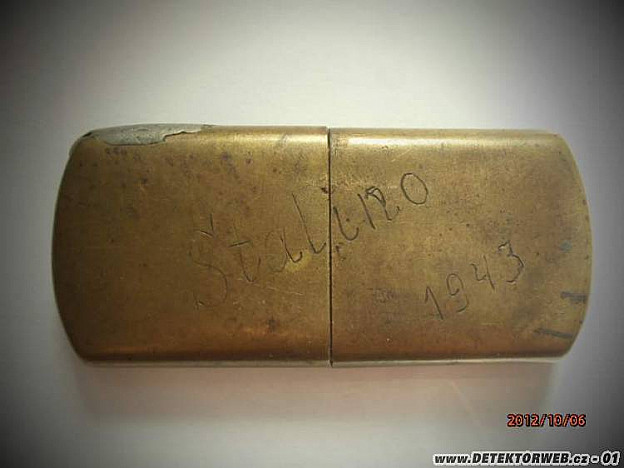 Stalino
1943
2012/10/06
www.DETEKTORWEB.cz - 01